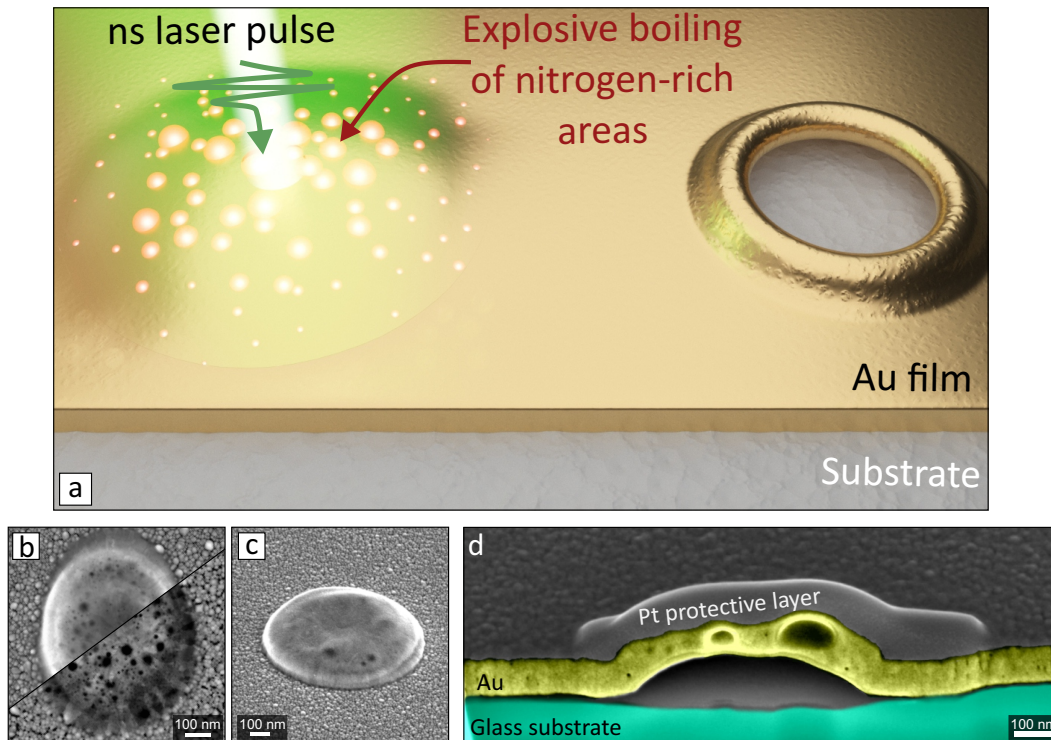 ns laser pulse
Explosive boiling
of nitrogen-rich
areas
Au film
Substrate
a
b
100 nm
c
100 nm
d
Pt protective layer
Au
Glass substrate
100 nm